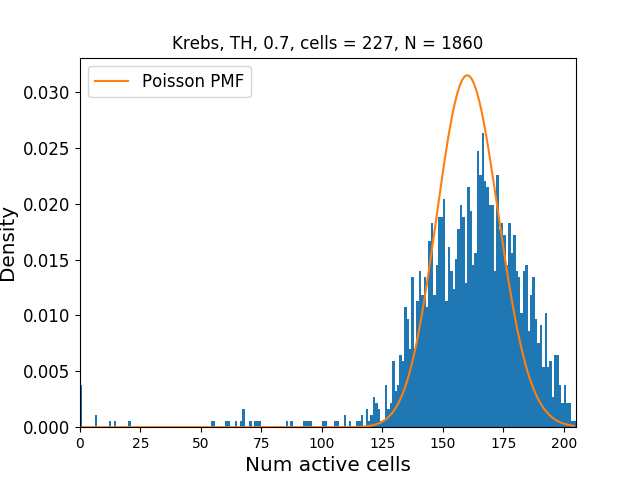 Krebs, TH, 0.7, cells = 227, N = 1860
Poisson PMF
Density
0.030
0.025
0.020
0.015
0.010
0.005
0.000
0 25 50 75 100 125 150 175 200
Num active cells